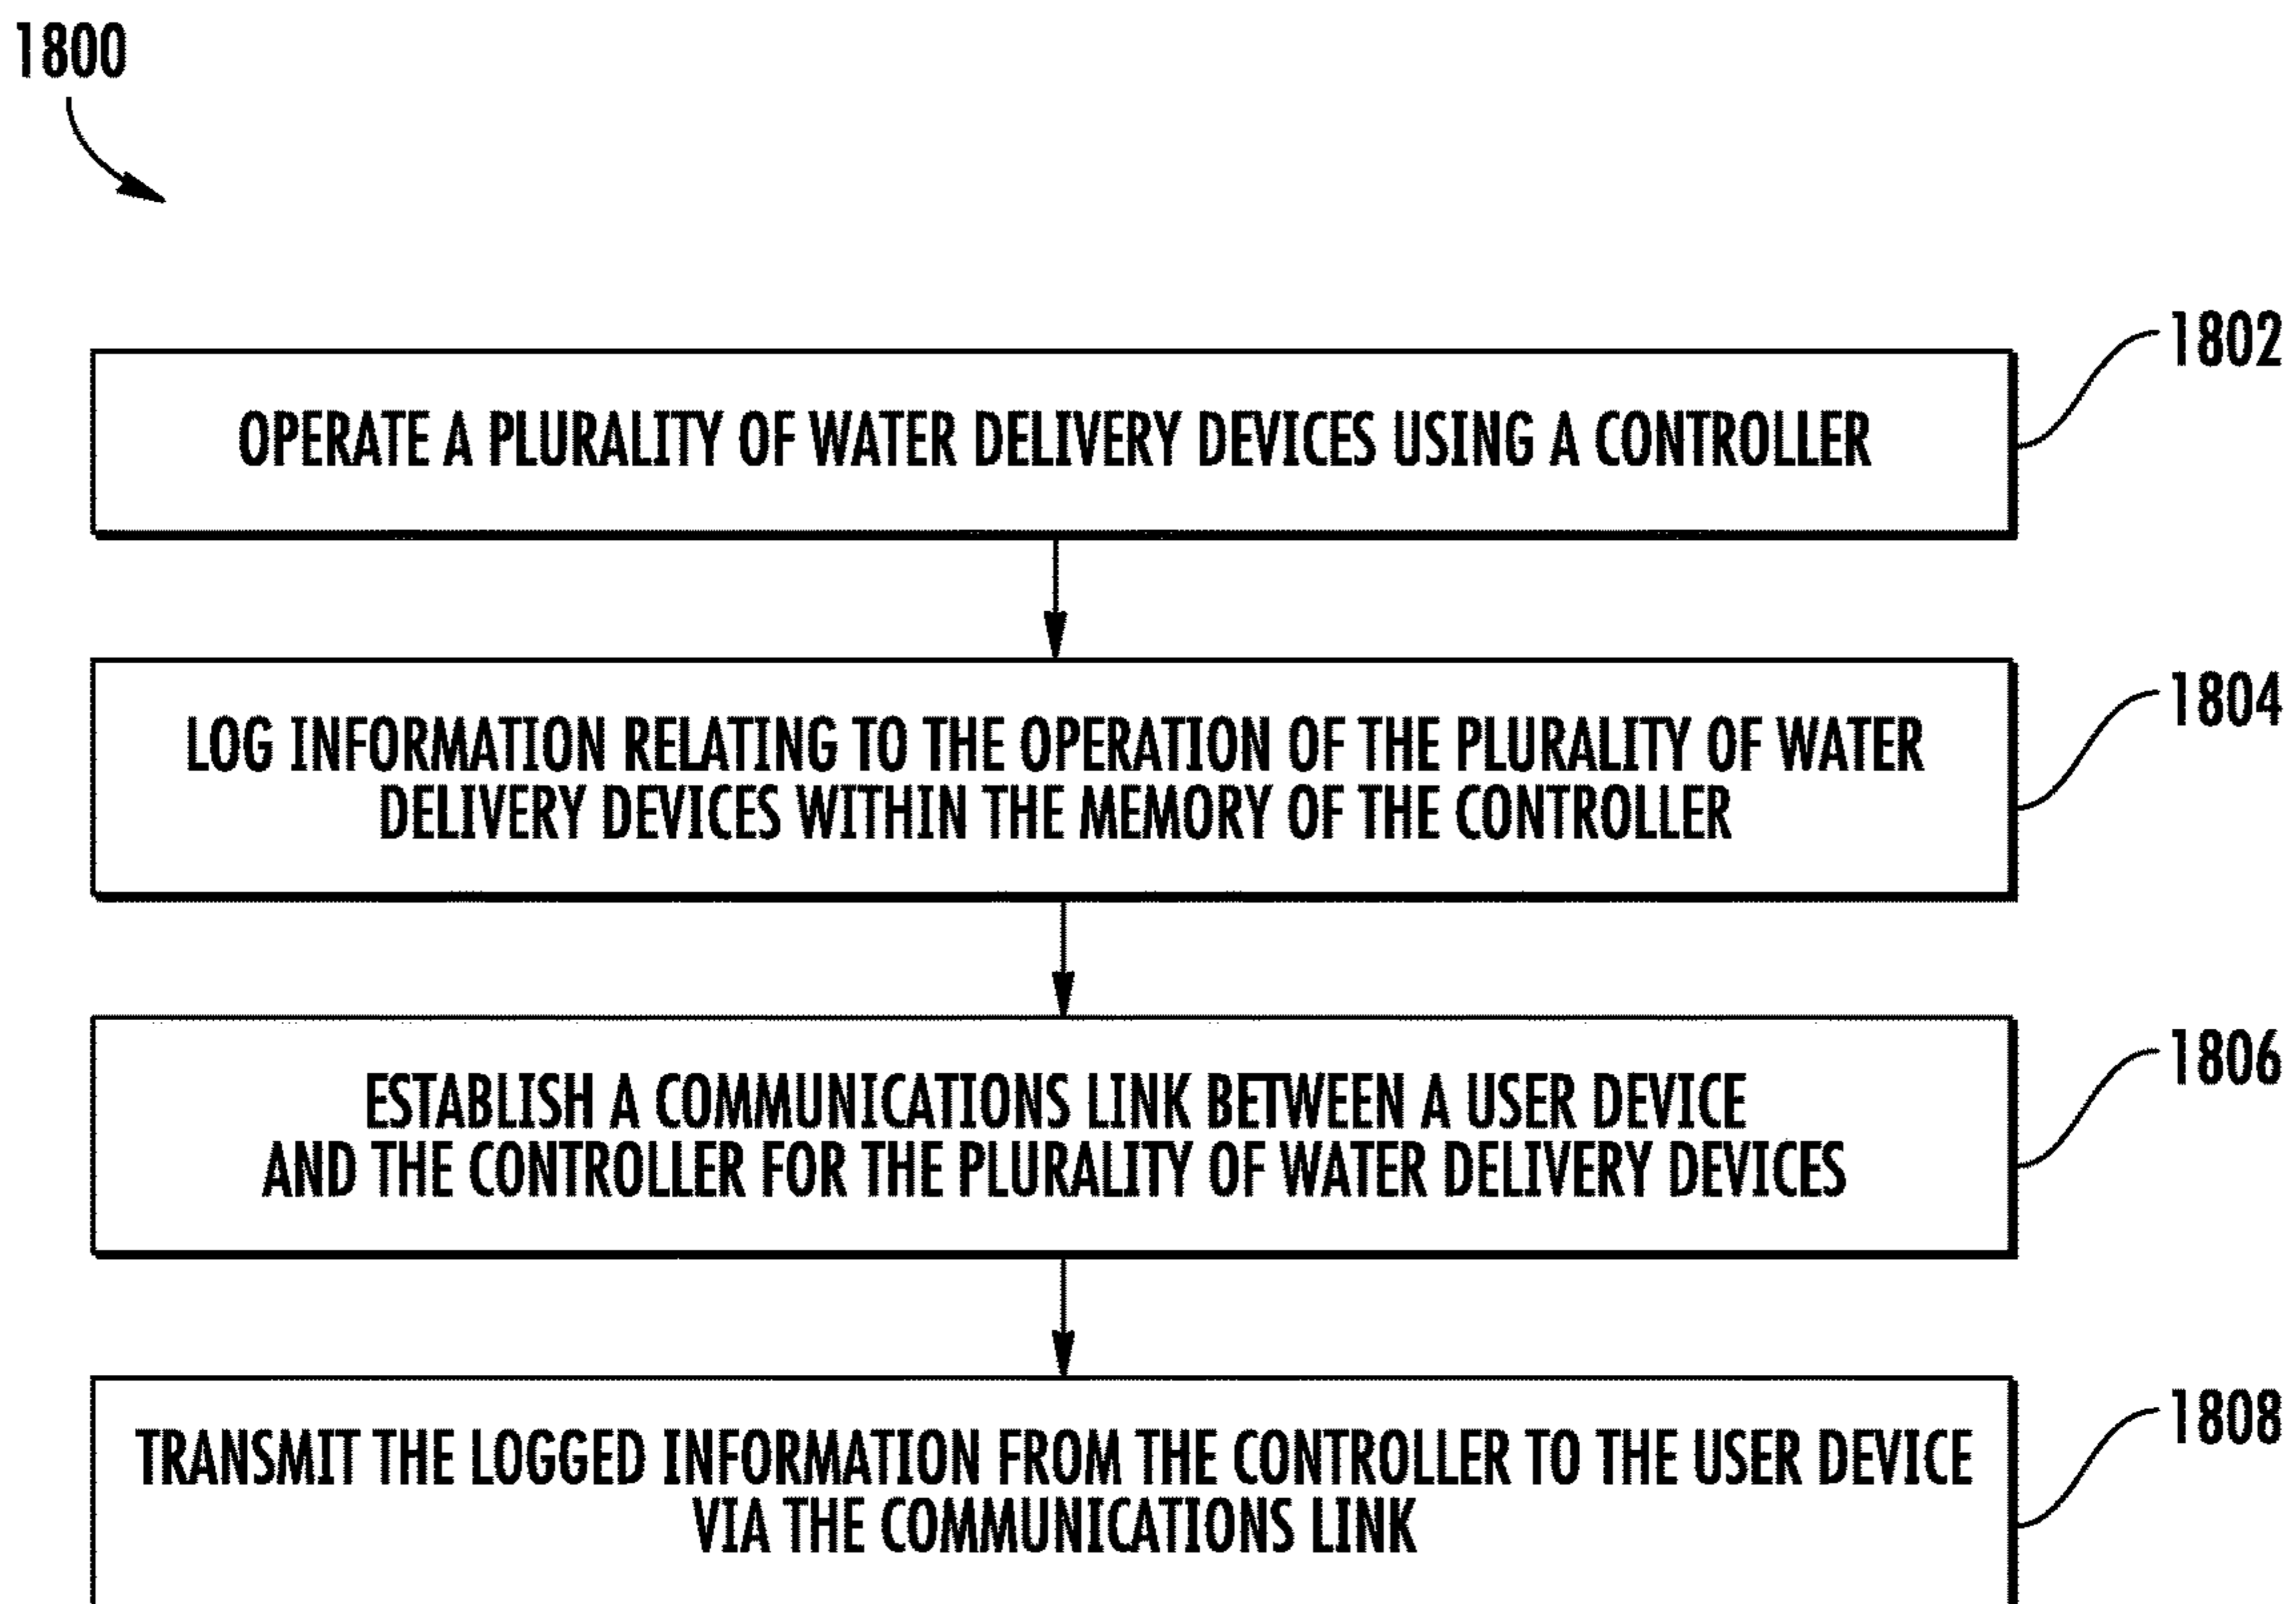 1800
1802
OPERATE A PLURALITY OF WATER DELIVERY DEVICES USING A CONTROLLER
1804
LOG INFORMATION RELATING TO THE OPERATION OF THE PLURALITY OF WATER
DELIVERY DEVICES WITHIN THE MEMORY OF THE CONTROLLER
1806
ESTABLISH A COMMUNICATIONS LINK BETWEEN A USER DEVICE
AND THE CONTROLLER FOR THE PLURALITY OF WATER DELIVERY DEVICES
1808
TRANSMIT THE LOGGED INFORMATION FROM THE CONTROLLER TO THE USER DEVICE
VIA THE COMMUNICATIONS LINK